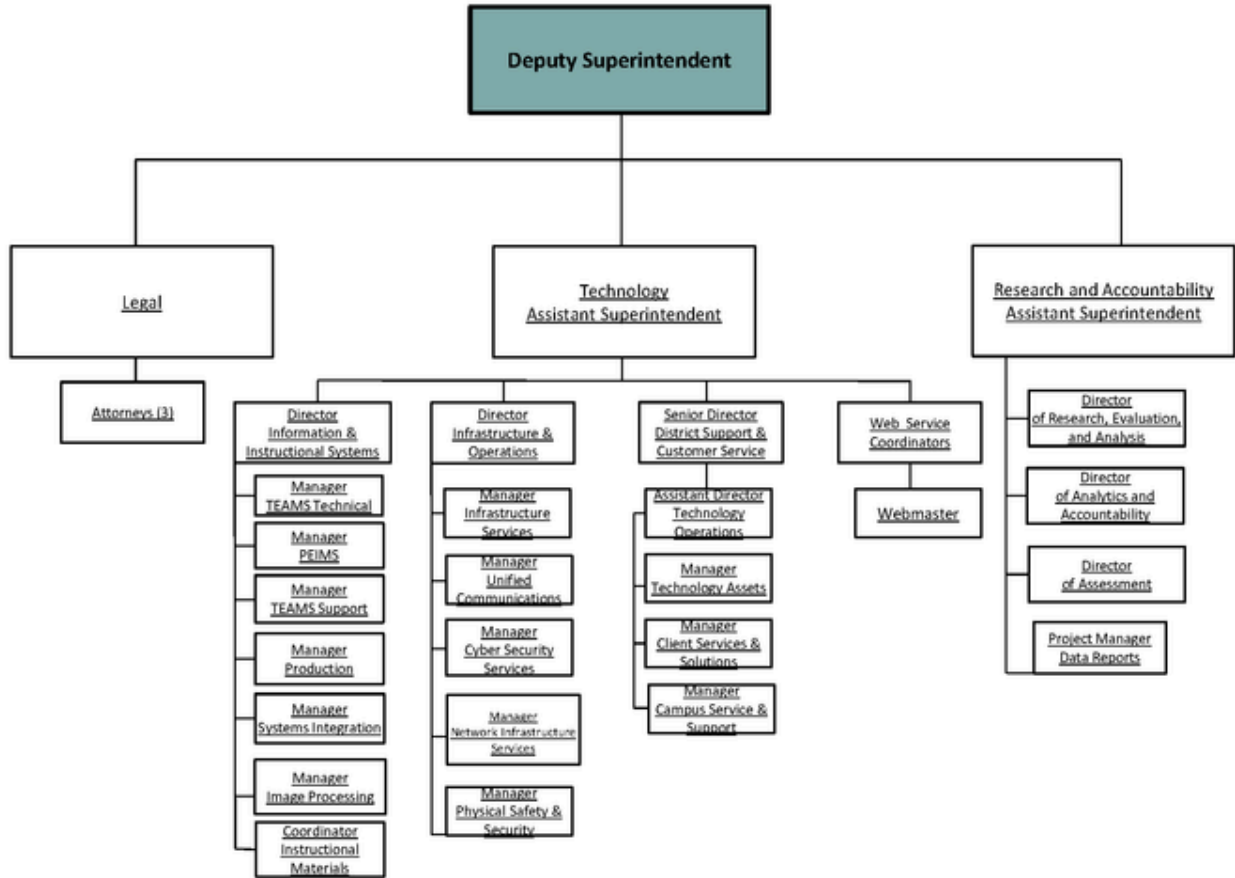 Deputy Superintendent
Legal
Technology
Assistant Superintendent
Research and Accountability
Assistant Superintendent
Attorneys (3)
Director
Information &
Instructional Systems
Manager
TEAMS Technical
Manager
PEIMS
Manager
TEAMS Support
Manager
Production
Manager
Systems Integration
Manager
Image Processing
Coordinator
Instructional
Materials
Director
Infrastructure &
Operations
Manager
Infrastructure
Services
Manager
Unified
Communications
Manager
Cyber Security
Services
Manager
Network Infrastructure
Services
Manager
Physical Safety &
Security
Senior Director
District Support &
Customer Service
Assistant Director
Technology
Operations
Manager
Technology Assets
Manager
Client Services &
Solutions
Manager
Campus Service &
Support
Web Service
Coordinators
Webmaster
Director
of Research, Evaluation,
and Analysis
Director
of Analytics and
Accountability
Director
of Assessment
Project Manager
Data Reports